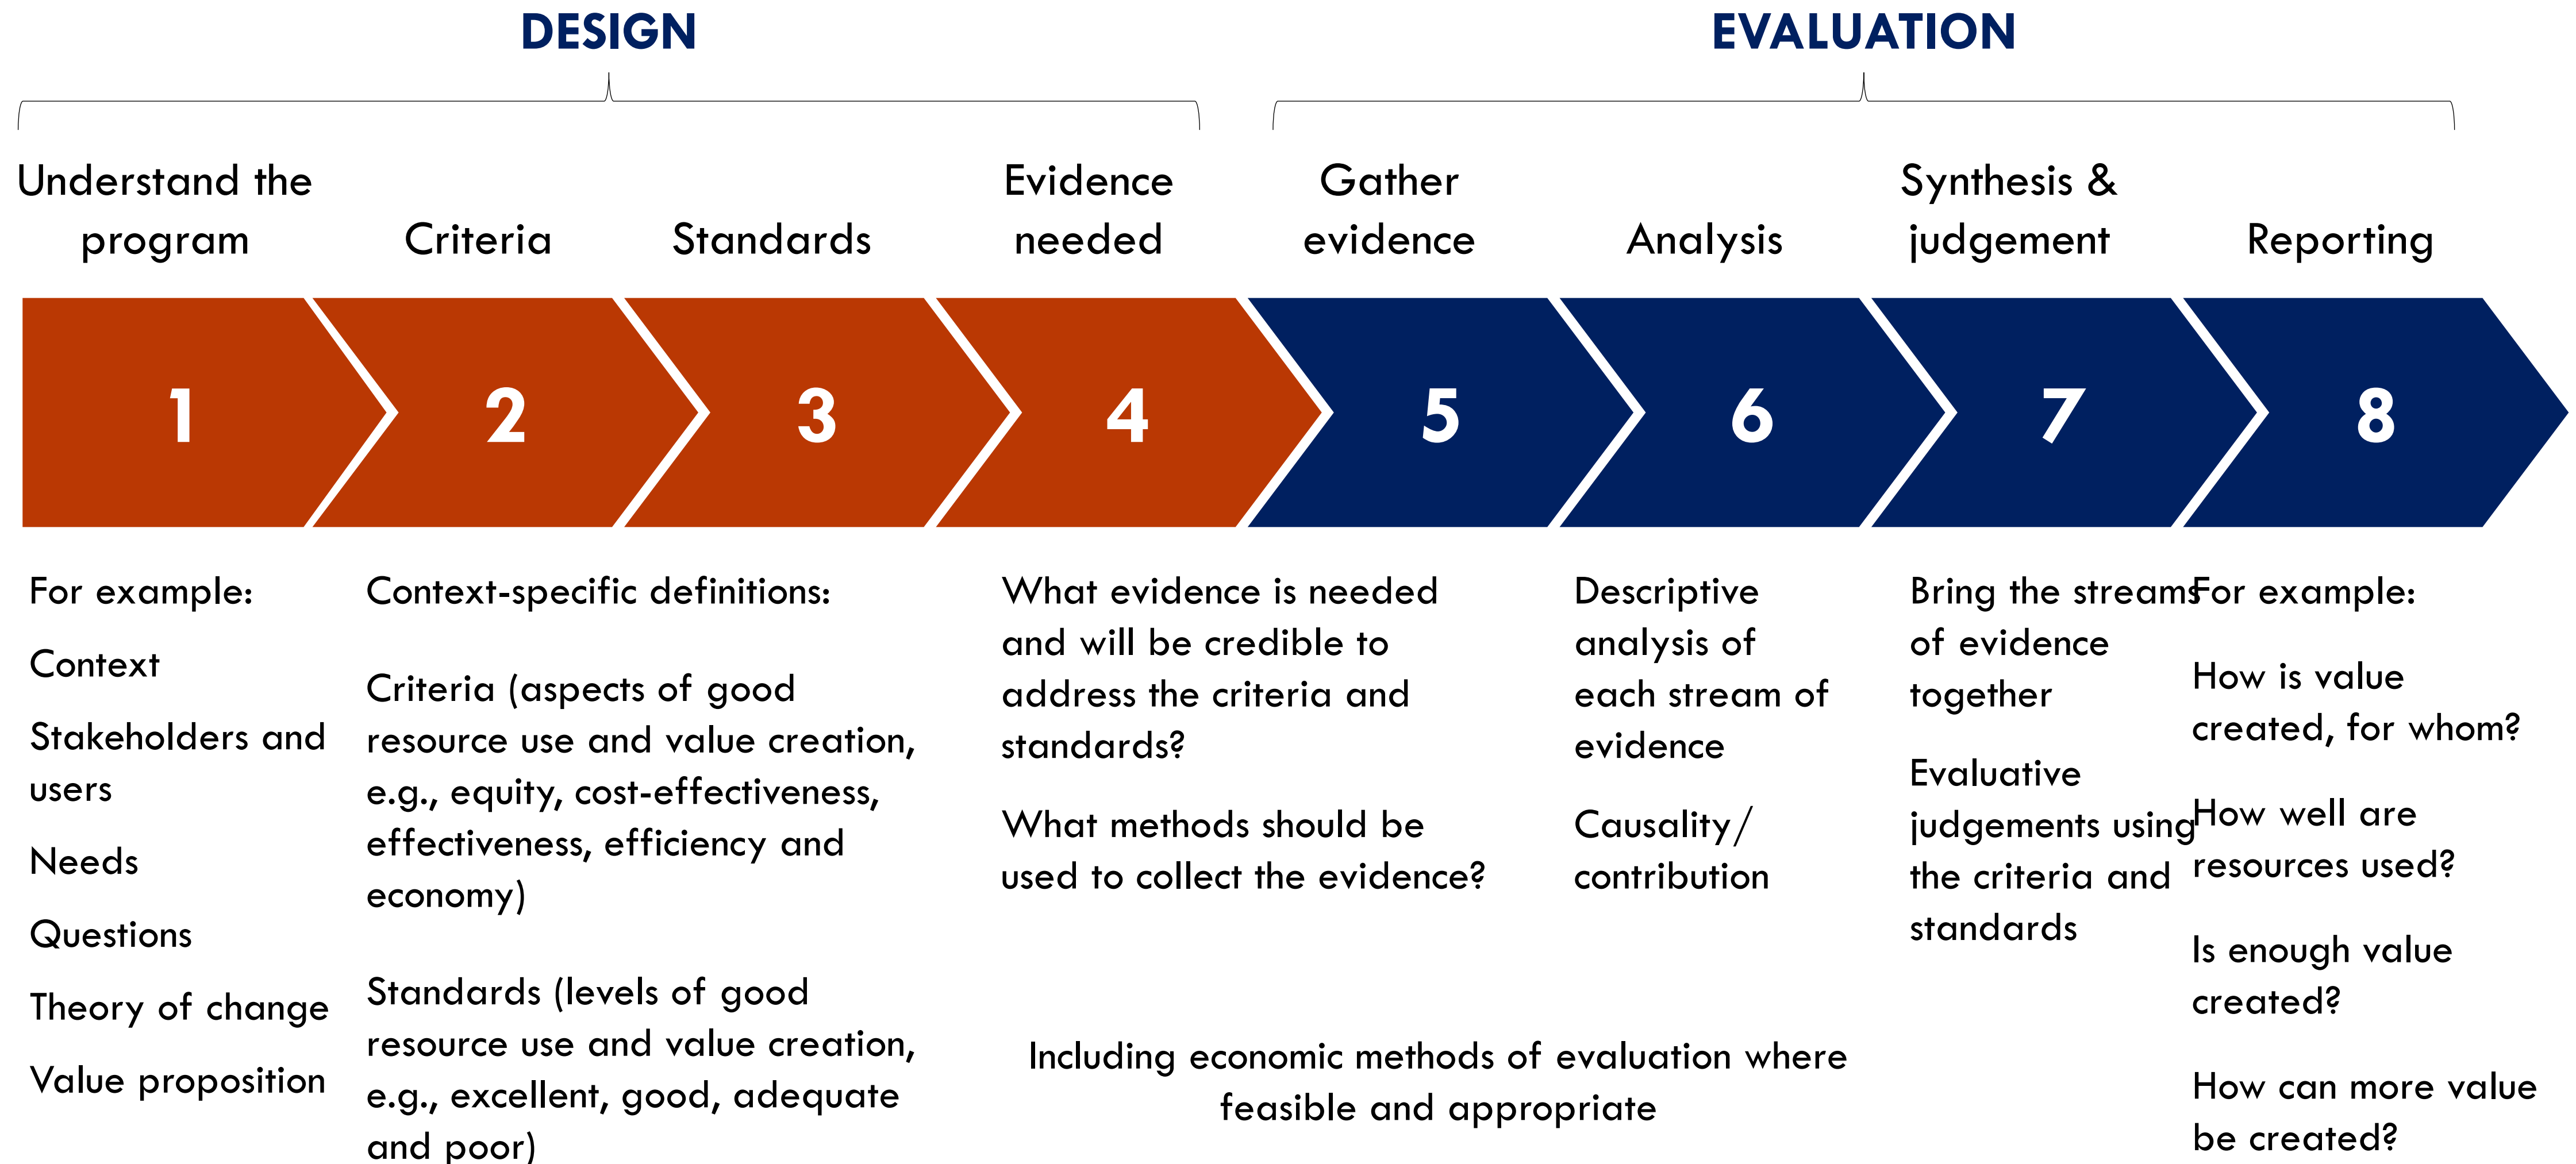 DESIGN
EVALUATION
Understand the
program
Criteria
Standards
Evidence
needed
Gather
evidence
Analysis
Synthesis &
judgement
Reporting
1
2
3
4
5
6
7
8
For example:
Context
Stakeholders and
users
Needs
Questions
Theory of change
Value proposition
Context-specific definitions:
Criteria (aspects of good
resource use and value creation,
e.g., equity, cost-effectiveness,
effectiveness, efficiency and
economy)
Standards (levels of good
resource use and value creation,
e.g., excellent, good, adequate
and poor)
What evidence is needed
and will be credible to
address the criteria and
standards?
What methods should be
used to collect the evidence?
Descriptive
analysis of
each stream of
evidence
Causality/
contribution
Including economic methods of evaluation where
feasible and appropriate
Bring the streams
of evidence
together
Evaluative
judgements using
the criteria and
standards
For example:
How is value
created, for whom?
How well are
resources used?
Is enough value
created?
How can more value
be created?